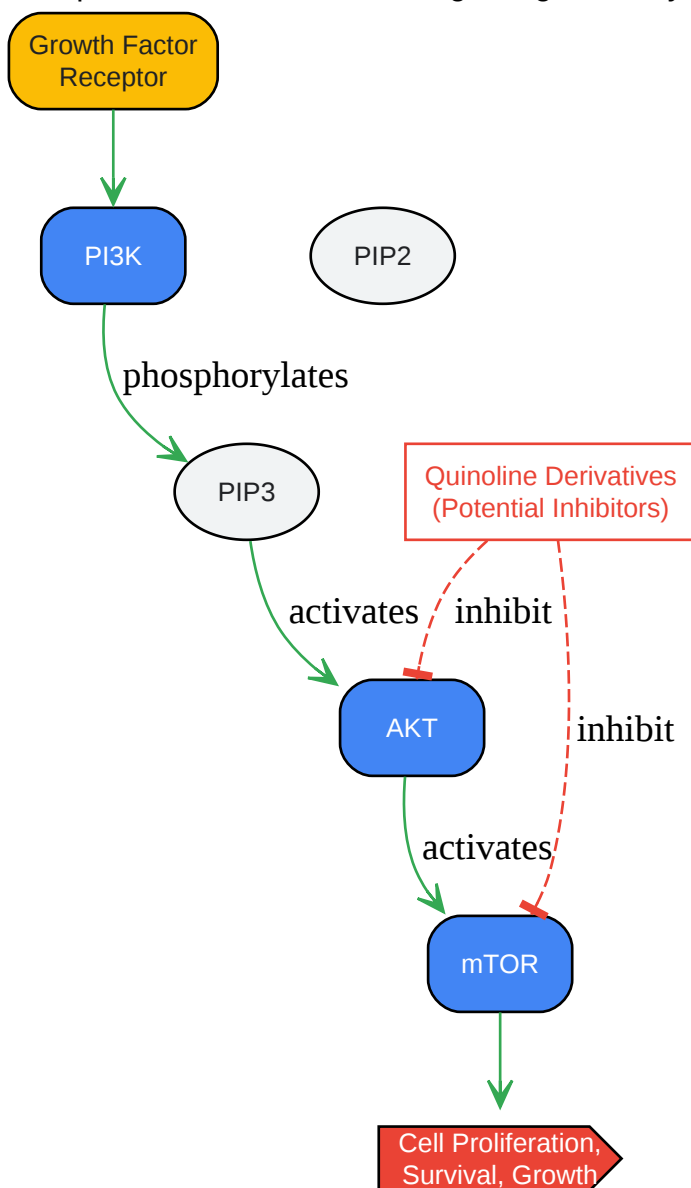 Growth Factor
Receptor
PI3K
PIP2
phosphorylates
PIP3
Quinoline Derivatives
(Potential Inhibitors)
activates
inhibit
AKT
inhibit
activates
mTOR
Cell Proliferation,
Survival, Growth